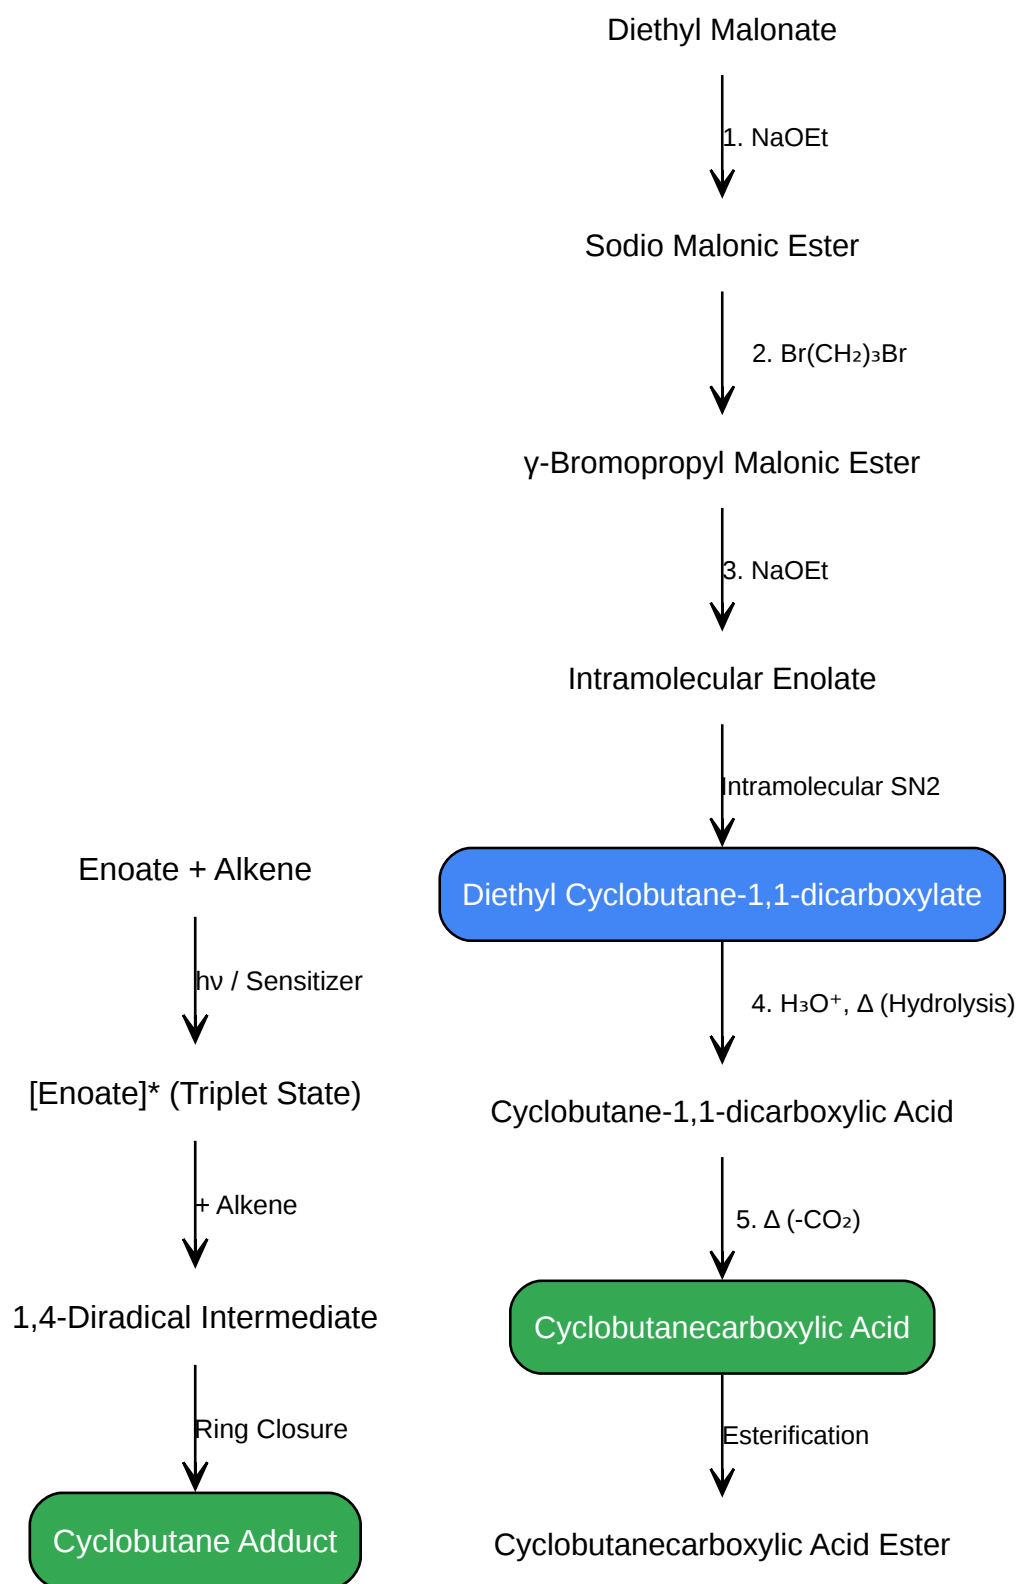 Diethyl Malonate
1. NaOEt
Sodio Malonic Ester
2. Br(CH₂)₃Br
γ-Bromopropyl Malonic Ester
3. NaOEt
Intramolecular Enolate
Intramolecular SN2
Diethyl Cyclobutane-1,1-dicarboxylate
4. H₃O⁺, Δ (Hydrolysis)
Cyclobutane-1,1-dicarboxylic Acid
5. Δ (-CO₂)
Cyclobutanecarboxylic Acid
Esterification
Cyclobutanecarboxylic Acid Ester
Enoate + Alkene
hν / Sensitizer
[Enoate]* (Triplet State)
+ Alkene
1,4-Diradical Intermediate
Ring Closure
Cyclobutane Adduct